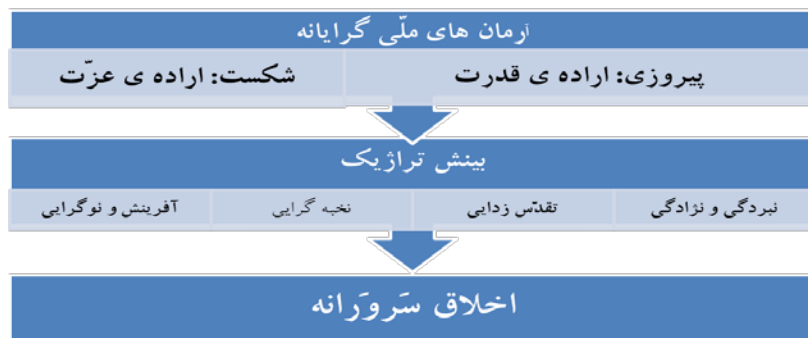 آرمان های ملّی گرایانه
پیروزی: اراده ی قدرت
شکست: اراده ی عزّت
بینش تراژیک
نبردگی و نژادگی
تقدّس زدایی
نخبه گرایی
آفرینش و نوگرایی
اخلاق سَروَرانه